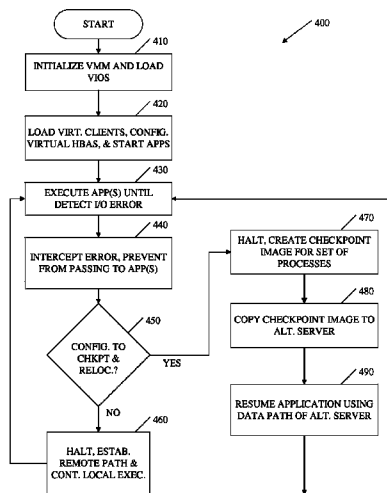 START
400
410
INITIALIZE VMM AND LOAD
VIOS
420
LOAD VIRT. CLIENTS, CONFIG.
VIRTUAL HBAS, & START APPS
430
EXECUTE APP(S) UNTIL
DETECT I/O ERROR
440
INTERCEPT ERROR, PREVENT
FROM PASSING TO APP(S)
450
CONFIG. TO
CHKPT &
RELOC.?
YES
NO
460
HALT, ESTAB.
REMOTE PATH &
CONT. LOCAL EXEC.
470
HALT, CREATE CHECKPOINT
IMAGE FOR SET OF
PROCESSES
480
COPY CHECKPOINT IMAGE TO
ALT. SERVER
490
RESUME APPLICATION USING
DATA PATH OF ALT. SERVER